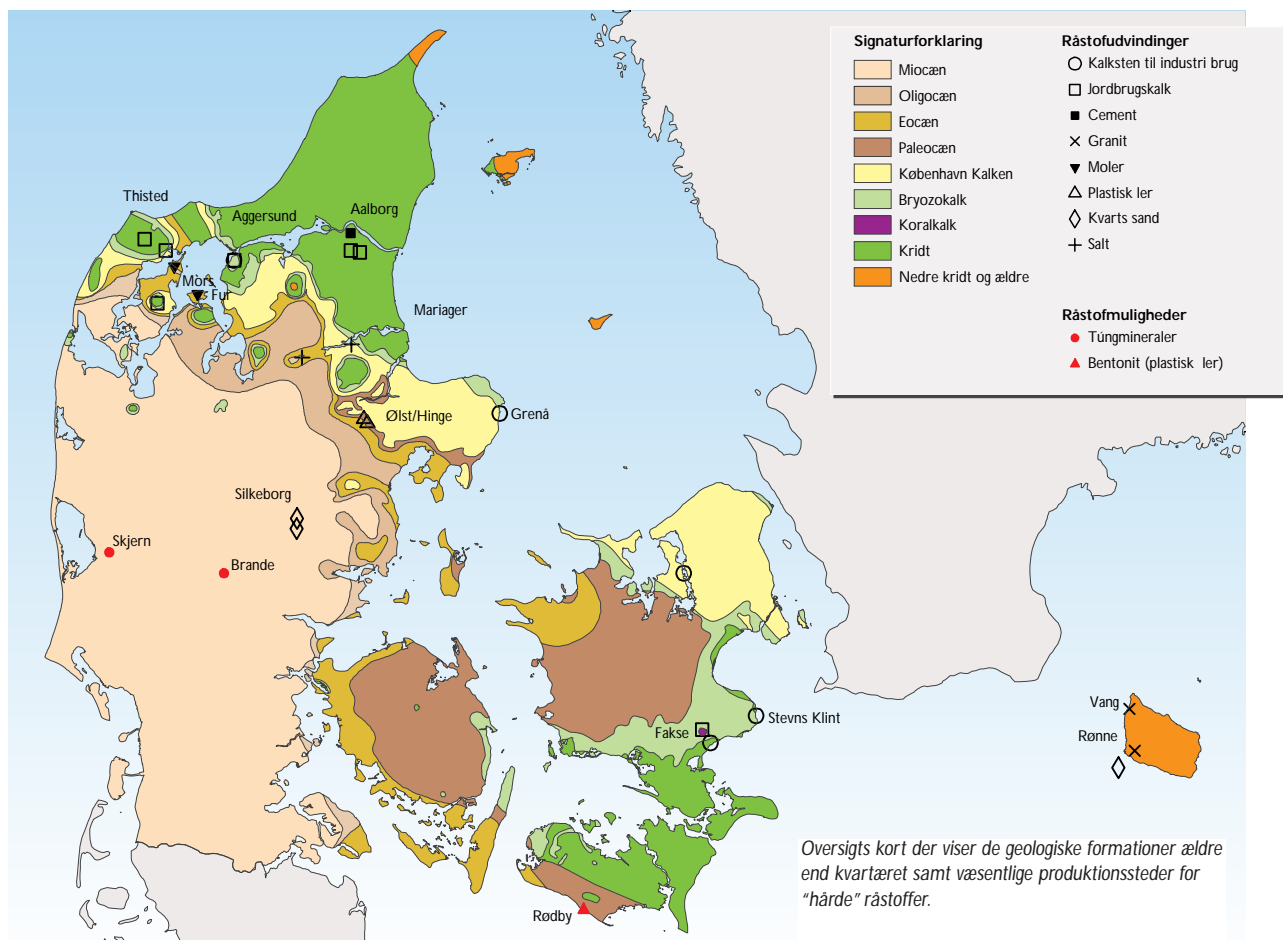 Signaturforklaring
Miocæn
Oligocæn
Eocæn
Paleocæn
København Kalken
Bryozokalk
Koralkalk
Kridt
Nedre kridt og ældre
Råstofudvindinger
Kalksten til industri brug
Jordbrugskalk
Cement
Granit
Moler
Plastisk ler
Kvarts sand
Salt
Råstofmuligheder
Túngmineraler
Bentonit (plastisk ler)
Thisted
Aggersund
Aalborg
Mors
Fur
Mariager
Ølst/Hinge
Grenå
Silkeborg
Skjern
Brande
Stevns Klint
Fakse
Vang
Rønne
Rødby
Oversigts kort der viser de geologiske formationer ældre
end kvartæret samt væsentlige produktionssteder for
“hårde” råstoffer.